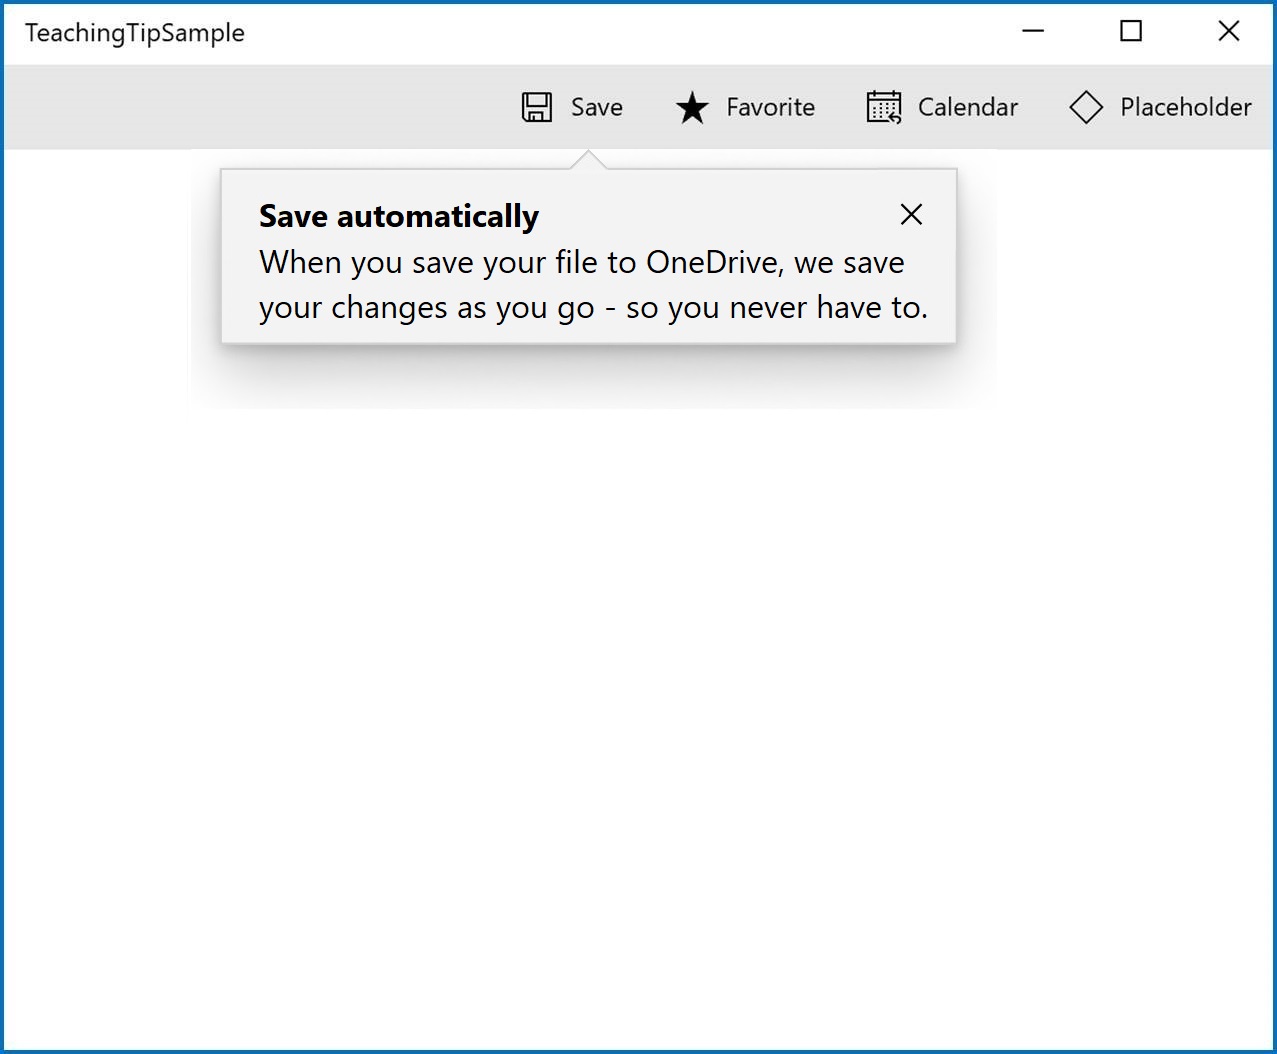 TeachingTipSample
Save Favorite Calendar Placeholder
Save automatically
When you save your file to OneDrive, we save
your changes as you go - so you never have to.